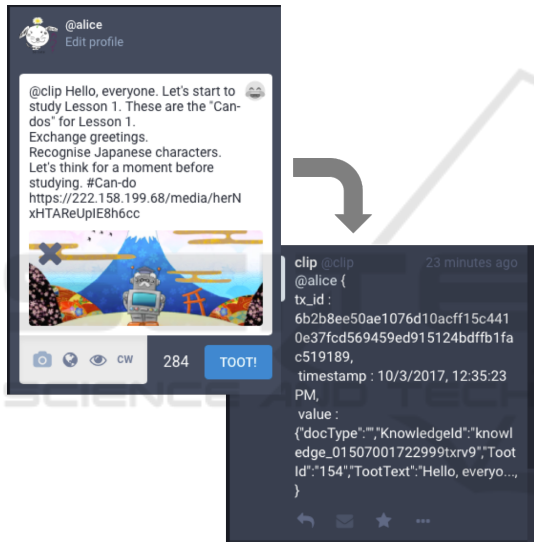 @alice
Edit profile
@clip Hello, everyone. Let's start to
study Lesson 1. These are the "Can-
dos" for Lesson 1.
Exchange greetings.
Recognise Japanese characters.
Let's think for a moment before
studying. #Can-do
https://222.158.199.68/media/herN
xHTAReUpIE8h6cc
CW
284
TOOT!
clip @clip 23 minutes ago
@alice {
tx_id :
6b2b8ee50ae1076d10acff15c441
0e37fcd569459ed915124bdffb1fa
c519189,
timestamp : 10/3/2017, 12:35:23
PM,
value :
{"docType":"","KnowledgeId":"knowl
edge_01507001722999txrv9","Toot
Id":"154","TootText":"Hello, everyo...,
}
SCIENCE AND TECH